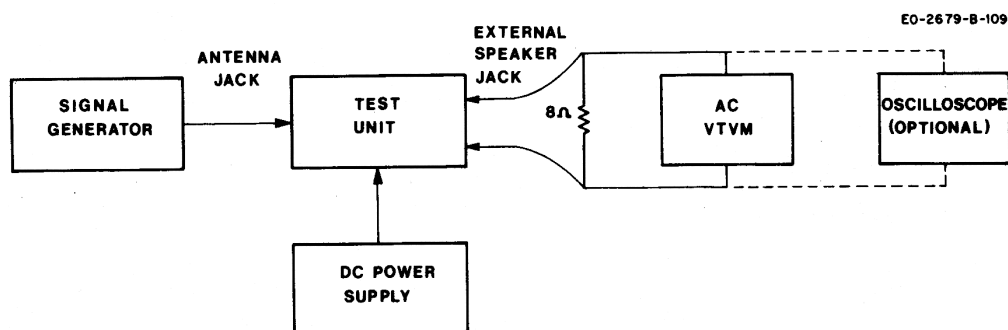 EO-2679-B-109
ANTENNA
JACK
EXTERNAL
SPEAKER
JACK
SIGNAL
GENERATOR
TEST
UNIT
8Ω
AC
VTVM
OSCILLOSCOPE
(OPTIONAL)
DC POWER
SUPPLY